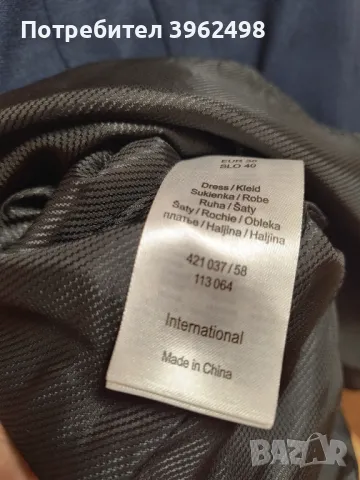 Потребител 3962498
EUR 38
SLO 40
Dress / Kleid
Sukienka / Robe
Ruha / Šaty
Šaty / Rochie / Obleka
платье / Haljina / Haljina
421 037 / 58
113 064
International
Made in China
BAZAR